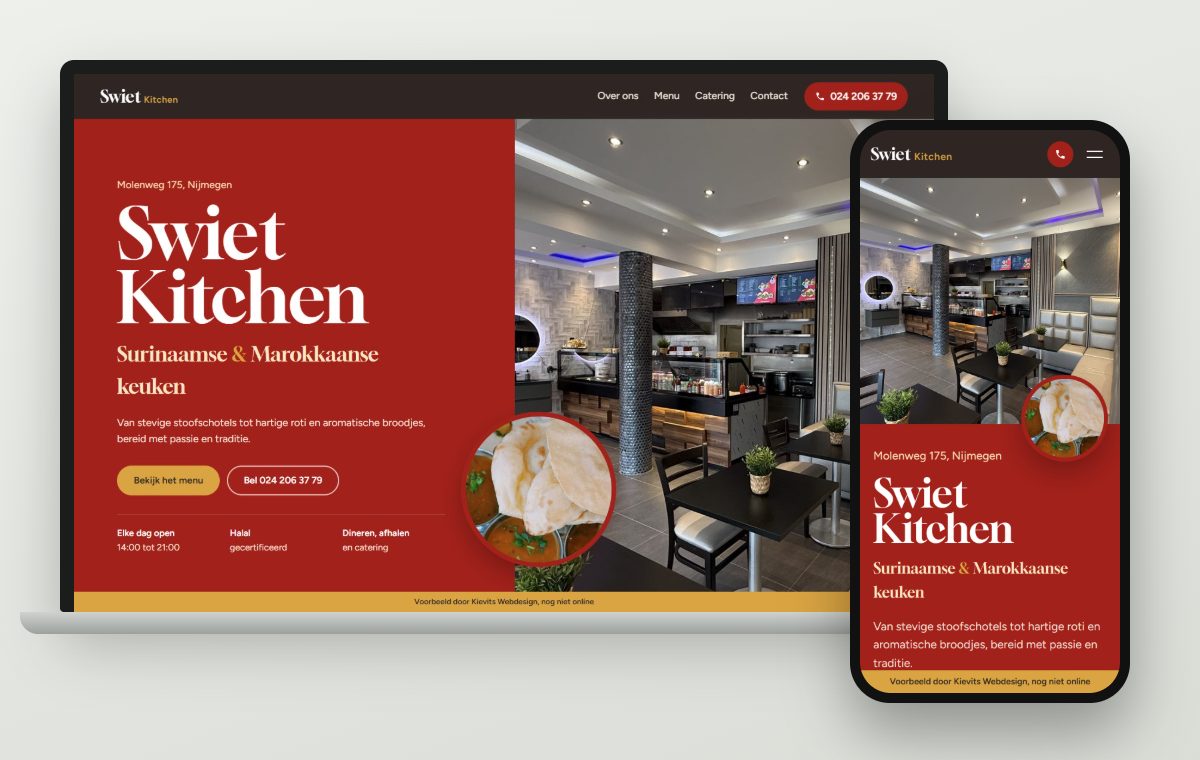 Swiet Kitchen
Over ons Menu Catering Contact 024 206 37 79
Molenweg 175, Nijmegen
Swiet
Kitchen
Surinaamse & Marokkaanse
keuken
Van stevige stoofschotels tot hartige roti en aromatische broodjes,
bereid met passie en traditie.
Bekijk het menu Bel 024 206 37 79
Elke dag open Halal Dineren, afhalen
14:00 tot 21:00 gecertificeerd en catering
Voorbeeld door Kievits Webdesign, nog niet online
Swiet Kitchen
Molenweg 175, Nijmegen
Swiet
Kitchen
Surinaamse & Marokkaanse
keuken
Van stevige stoofschotels tot hartige roti en
aromatische broodjes, bereid met passie en
traditie.
Voorbeeld door Kievits Webdesign, nog niet online